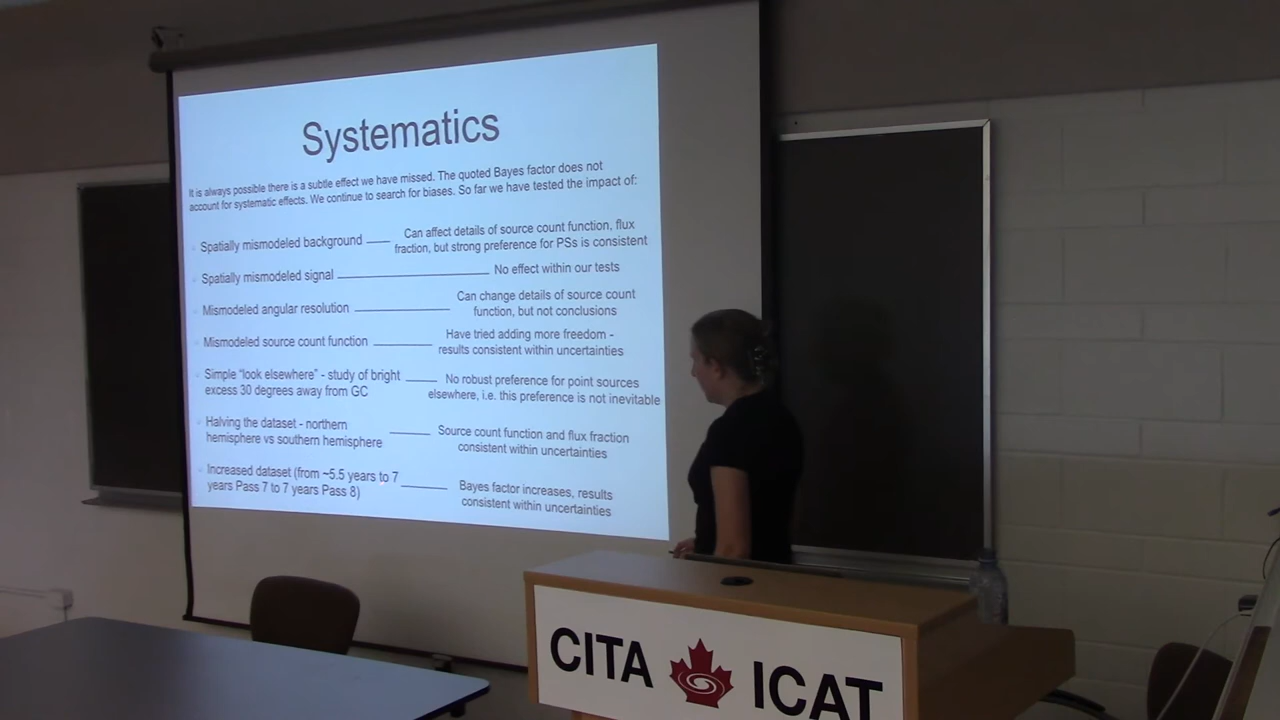 Systematics
It is always possible there is a subtle effect we have missed. The quoted Bayes factor does not
account for systematic effects. We continue to search for biases. So far we have tested the impact of:
Spatially mismodeled background
Can affect details of source count function, flux
fraction, but strong preference for PSs is consistent
Spatially mismodeled signal
No effect within our tests
Mismodeled angular resolution
Can change details of source count
function, but not conclusions
Mismodeled source count function
Have tried adding more freedom -
results consistent within uncertainties
Simple “look elsewhere” - study of bright
excess 30 degrees away from GC
No robust preference for point sources
elsewhere, i.e. this preference is not inevitable
Halving the dataset - northern
hemisphere vs southern hemisphere
Source count function and flux fraction
consistent within uncertainties
Increased dataset (from ~5.5 years to 7
years Pass 7 to 7 years Pass 8)
Bayes factor increases, results
consistent within uncertainties
CITA ICAT